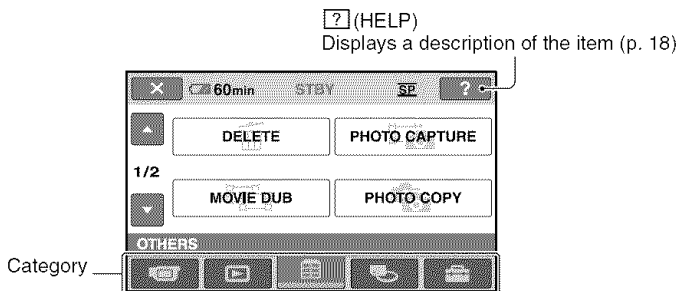 ? (HELP)
Displays a description of the item (p. 18)
× 60min STBY SP ?
DELETE PHOTO CAPTURE
1/2
MOVIE DUB PHOTO COPY
OTHERS
Category